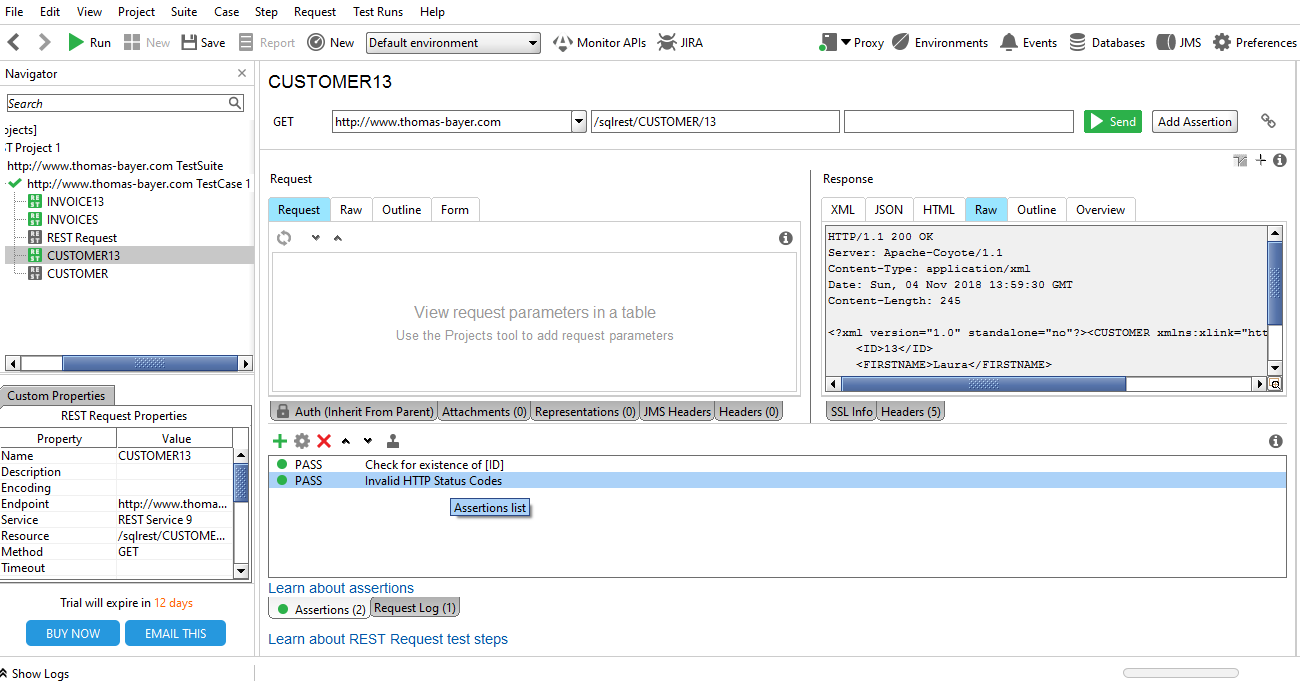 File Edit View Project Suite Case Step Request Test Runs Help
Run New Save Report New Default environment Monitor APIs JIRA Proxy Environments Events Databases JMS Preferences
Navigator
Search
ojects]
ST Project 1
http://www.thomas-bayer.com TestSuite
http://www.thomas-bayer.com TestCase 1
INVOICE13
INVOICES
REST Request
CUSTOMER13
CUSTOMER
Custom Properties
REST Request Properties
Property Value
Name CUSTOMER13
Description
Encoding
Endpoint http://www.thoma...
Service REST Service 9
Resource /sqlrest/CUSTOME...
Method GET
Timeout
Trial will expire in 12 days
BUY NOW EMAIL THIS
Show Logs
CUSTOMER13
GET http://www.thomas-bayer.com /sqlrest/CUSTOMER/13 Send Add Assertion
Request
Request Raw Outline Form
View request parameters in a table
Use the Projects tool to add request parameters
Auth (Inherit From Parent) Attachments (0) Representations (0) JMS Headers Headers (0)
Response
XML JSON HTML Raw Outline Overview
HTTP/1.1 200 OK
Server: Apache-Coyote/1.1
Content-Type: application/xml
Date: Sun, 04 Nov 2018 13:59:30 GMT
Content-Length: 245
<?xml version="1.0" standalone="no"?><CUSTOMER xmlns:xlink="htt
<ID>13</ID>
<FIRSTNAME>Laura</FIRSTNAME>
SSL Info Headers (5)
PASS Check for existence of [ID]
PASS Invalid HTTP Status Codes
Assertions list
Learn about assertions
Assertions (2) Request Log (1)
Learn about REST Request test steps